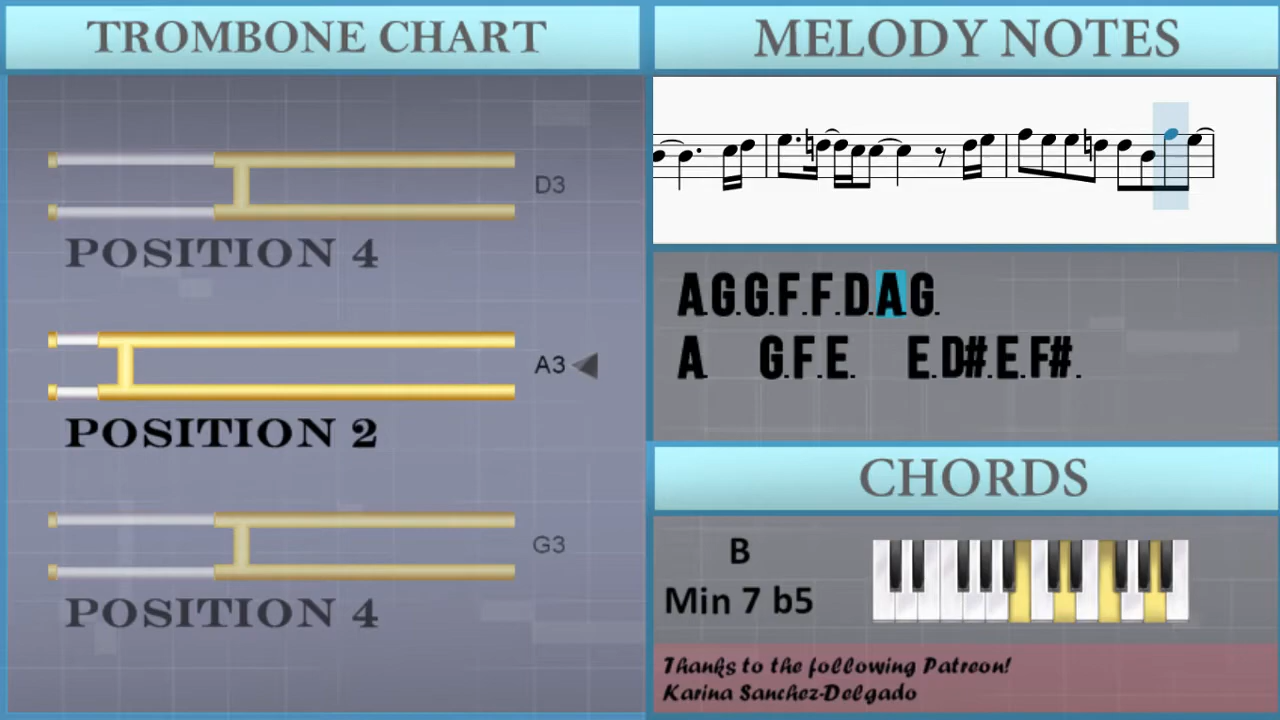 TROMBONE CHART
D3
POSITION 4
A3
POSITION 2
G3
POSITION 4
MELODY NOTES
A.G.G.F.F.D.A.G.
A. G.F.E. E.D#.E.F#.
CHORDS
B
Min 7 b5
Thanks to the following Patreon!
Karina Sanchez-Delgado